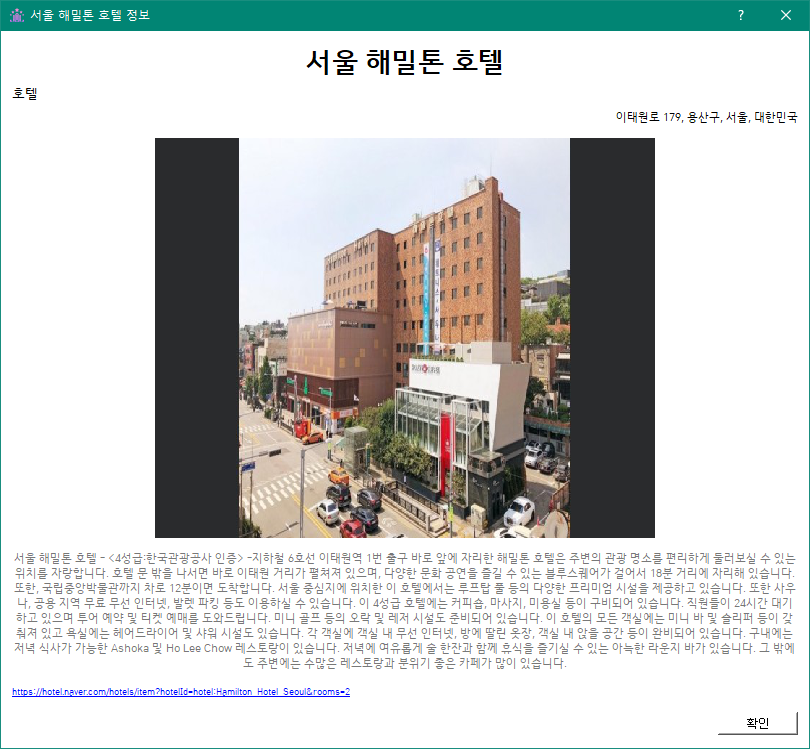 서울 해밀톤 호텔 정보
?
서울 해밀톤 호텔
호텔
이태원로 179, 용산구, 서울, 대한민국
서울 해밀톤 호텔 - <4성급:한국관광공사 인증> -지하철 6호선 이태원역 1번 출구 바로 앞에 자리한 해밀톤 호텔은 주변의 관광 명소를 편리하게 둘러보실 수 있는
위치를 자랑합니다. 호텔 문 밖을 나서면 바로 이태원 거리가 펼쳐져 있으며, 다양한 문화 공연을 즐길 수 있는 블루스퀘어가 걸어서 18분 거리에 자리해 있습니다.
또한, 국립중앙박물관까지 차로 12분이면 도착합니다. 서울 중심지에 위치한 이 호텔에서는 루프탑 풀 등의 다양한 프리미엄 시설을 제공하고 있습니다. 또한 사우
나, 공용 지역 무료 무선 인터넷, 발렛 파킹 등도 이용하실 수 있습니다. 이 4성급 호텔에는 커피숍, 마사지, 미용실 등이 구비되어 있습니다. 직원들이 24시간 대기
하고 있으며 투어 예약 및 티켓 예매를 도와드립니다. 미니 골프 등의 오락 및 레저 시설도 준비되어 있습니다. 이 호텔의 모든 객실에는 미니 바 및 슬리퍼 등이 갖
춰져 있고 욕실에는 헤어드라이어 및 샤워 시설도 있습니다. 각 객실에 객실 내 무선 인터넷, 방에 딸린 옷장, 객실 내 앉을 공간 등이 완비되어 있습니다. 구내에는
저녁 식사가 가능한 Ashoka 및 Ho Lee Chow 레스토랑이 있습니다. 저녁에 여유롭게 술 한잔과 함께 휴식을 즐기실 수 있는 아늑한 라운지 바가 있습니다. 그 밖에
도 주변에는 수많은 레스토랑과 분위기 좋은 카페가 많이 있습니다.
https://hotel.naver.com/hotels/item?hotelId=hotel:Hamilton_Hotel_Seoul&rooms=2
확인